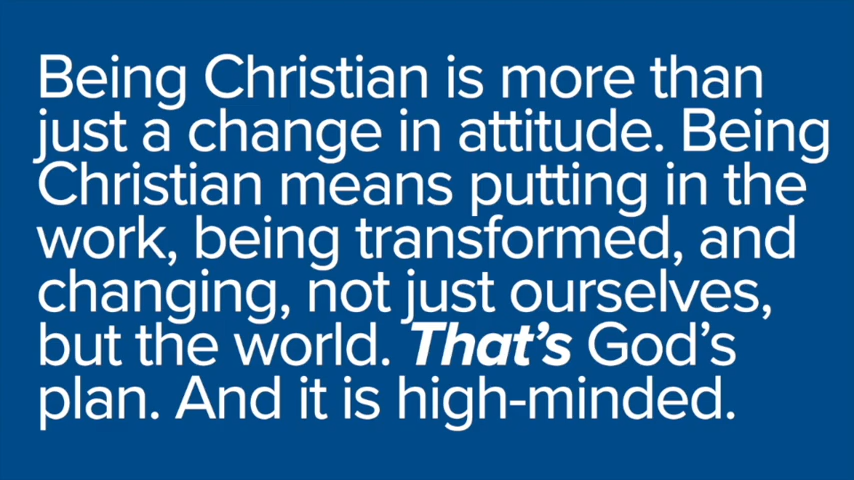 Being Christian is more than
just a change in attitude. Being
Christian means putting in the
work, being transformed, and
changing, not just ourselves,
but the world. That’s God’s
plan. And it is high-minded.